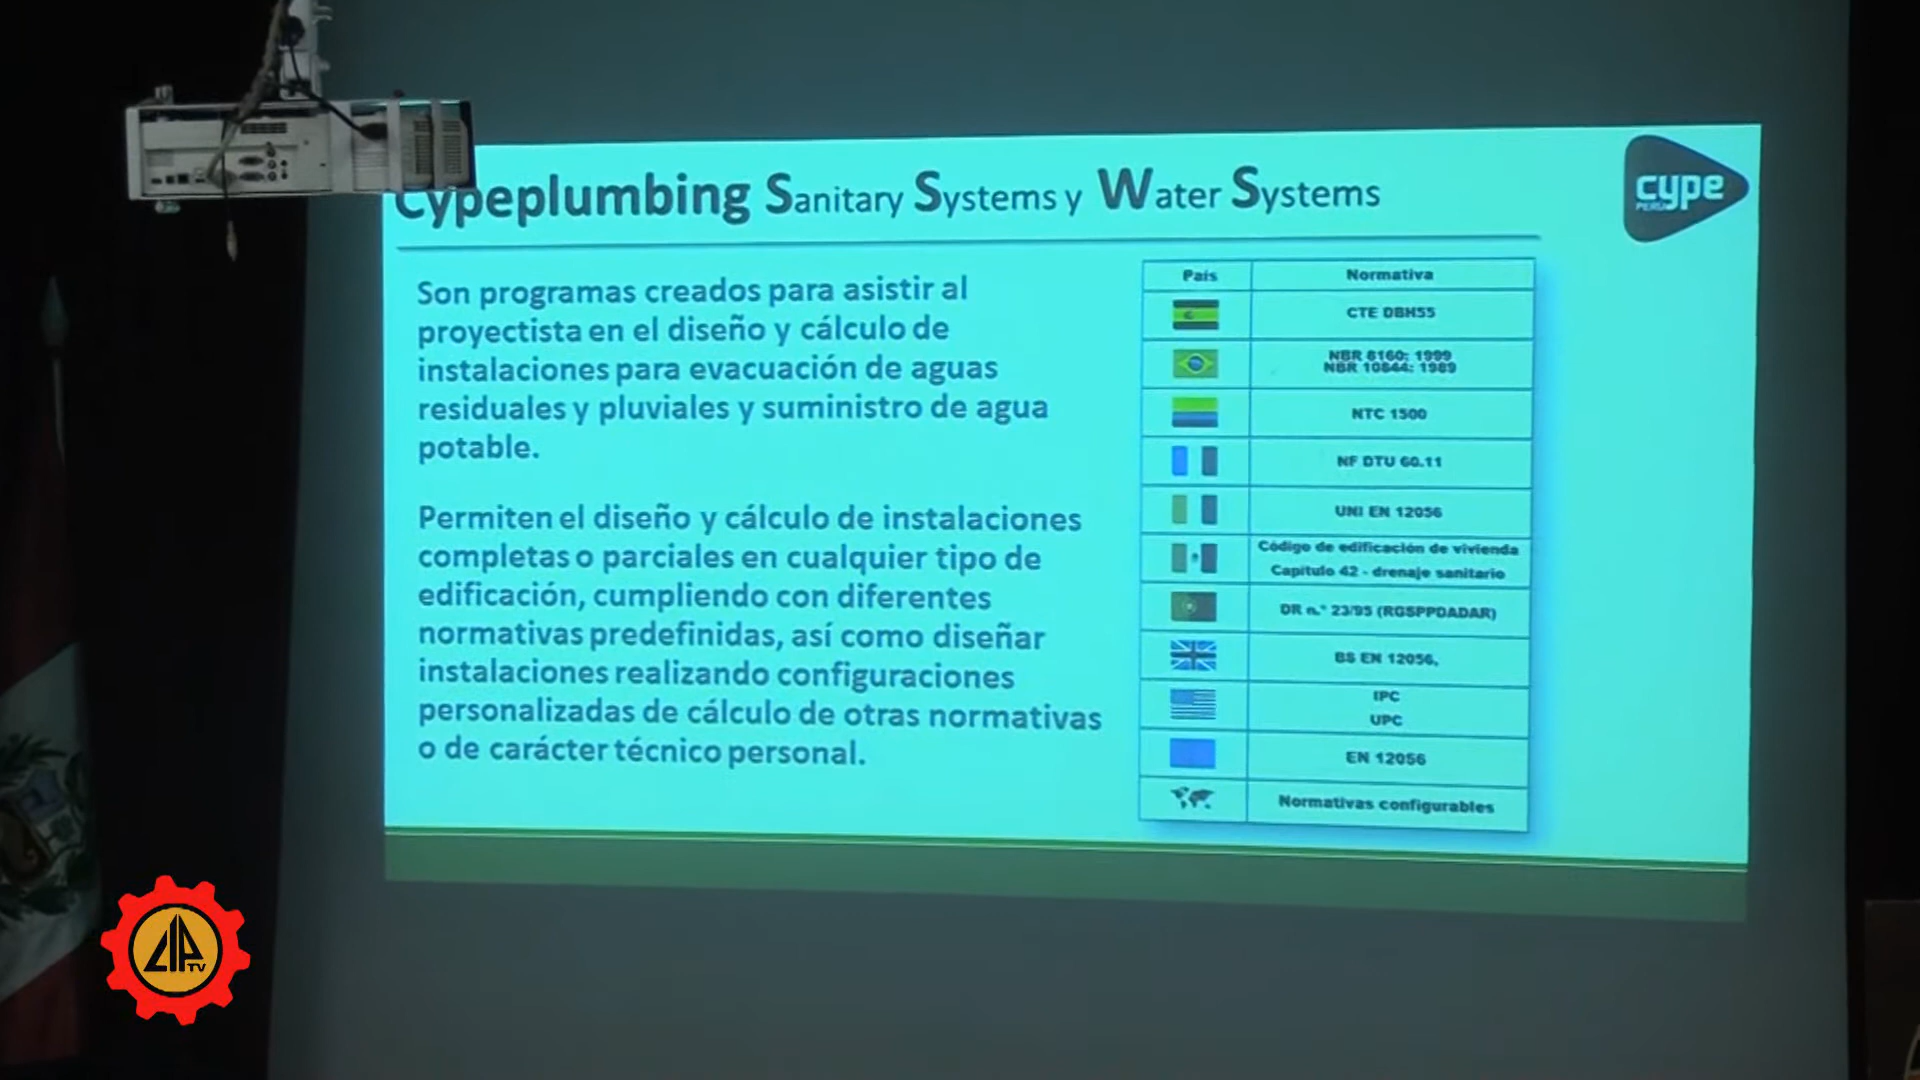 Cypeplumbing Sanitary Systems y Water Systems
cype
PERÚ
Son programas creados para asistir al
proyectista en el diseño y cálculo de
instalaciones para evacuación de aguas
residuales y pluviales y suministro de agua
potable.
Permiten el diseño y cálculo de instalaciones
completas o parciales en cualquier tipo de
edificación, cumpliendo con diferentes
normativas predefinidas, así como diseñar
instalaciones realizando configuraciones
personalizadas de cálculo de otras normativas
o de carácter técnico personal.
País Normativa
CTE DBHS5
NBR 8160: 1999
NBR 10844: 1989
NTC 1500
NF DTU 60.11
UNI EN 12056
Código de edificación de vivienda
Capítulo 42 - drenaje sanitario
DR n.º 23/95 (RGSPPDADAR)
BS EN 12056,
IPC
UPC
EN 12056
Normativas configurables
CIP
TV